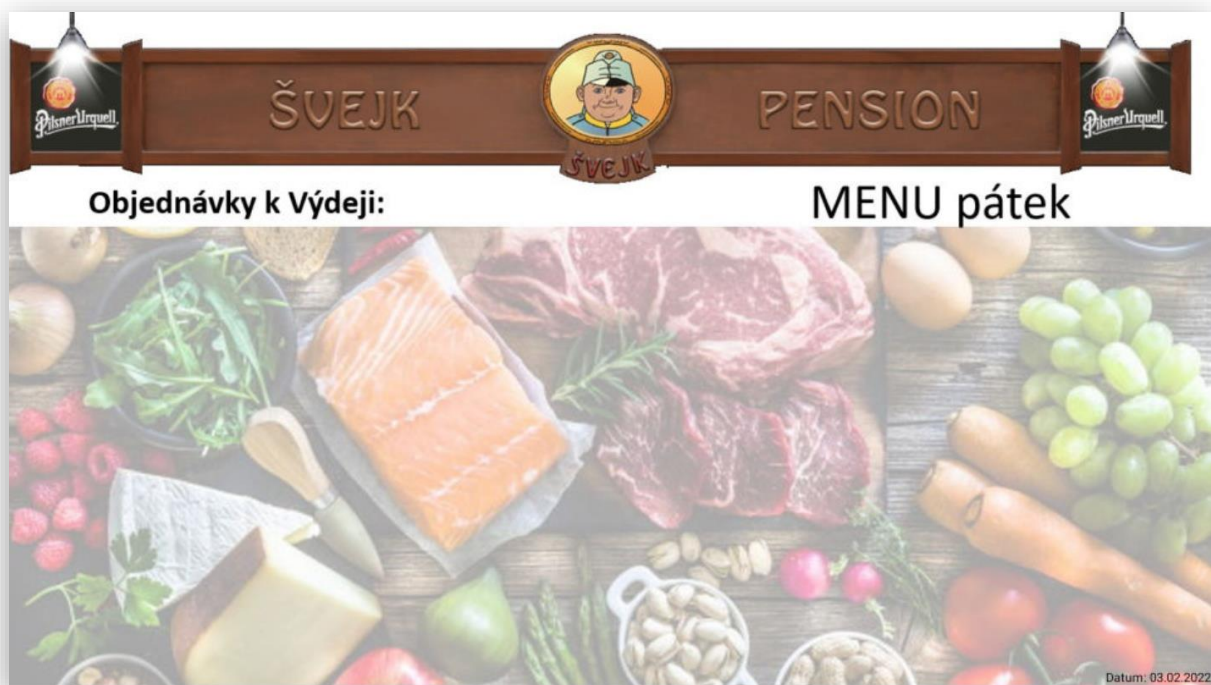 Pilsner Urquell
ŠVEJK
PENSION
Pilsner Urquell
ŠVEJK
Objednávky k Výdeji:
MENU pátek
Datum: 03.02.2022